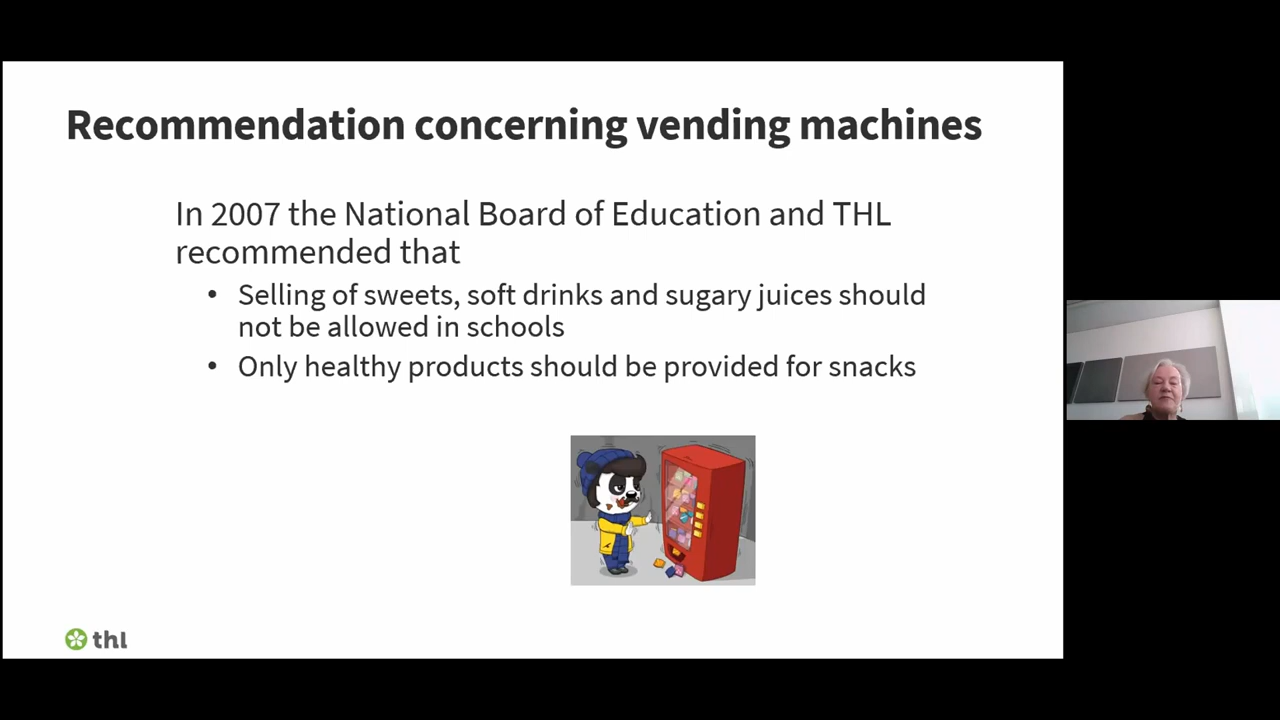 Recommendation concerning vending machines
In 2007 the National Board of Education and THL
recommended that
• Selling of sweets, soft drinks and sugary juices should
not be allowed in schools
• Only healthy products should be provided for snacks
thl